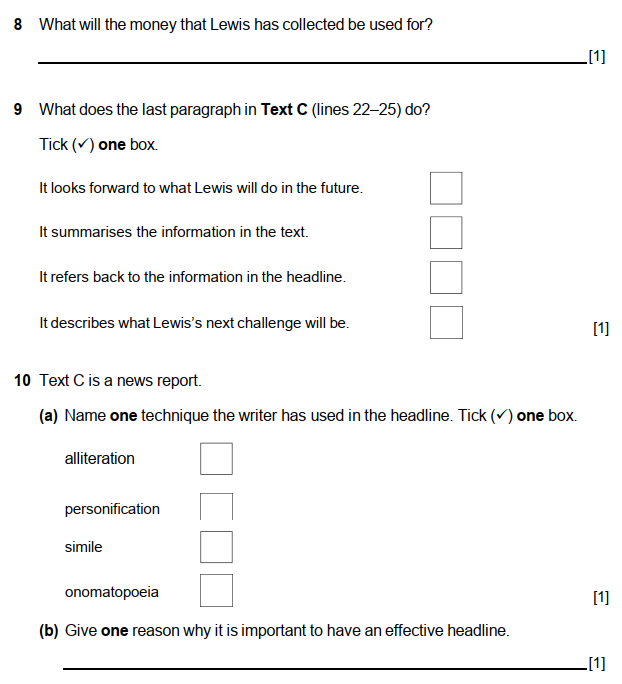 8 What will the money that Lewis has collected be used for?
[1]
9 What does the last paragraph in Text C (lines 22–25) do?
Tick (✓) one box.
It looks forward to what Lewis will do in the future.
It summarises the information in the text.
It refers back to the information in the headline.
It describes what Lewis's next challenge will be.
[1]
10 Text C is a news report.
(a) Name one technique the writer has used in the headline. Tick (✓) one box.
alliteration
personification
simile
onomatopoeia
[1]
(b) Give one reason why it is important to have an effective headline.
[1]